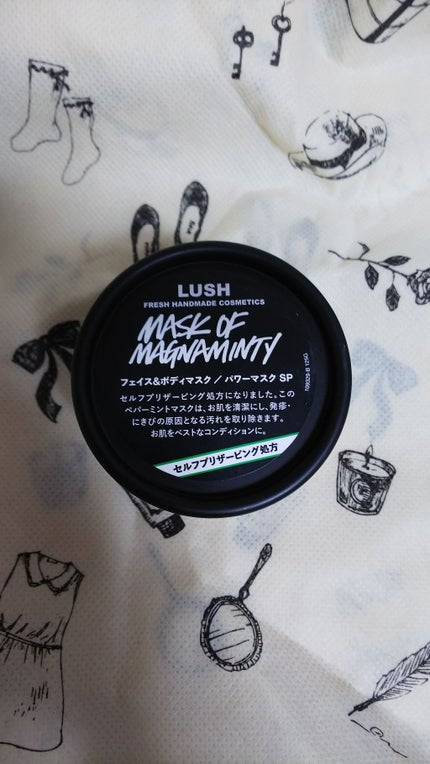 LUSH
FRESH HANDMADE COSMETICS
MASK OF
MAGNAMINTY
フェイス&ボディマスク / パワーマスク SP
セルフプリザービング処方になりました。この
ペパーミントマスクは、お肌を清潔にし、発疹・
にきびの原因となる汚れを取り除きます。
お肌をベストなコンディションに。
セルフプリザービング処方